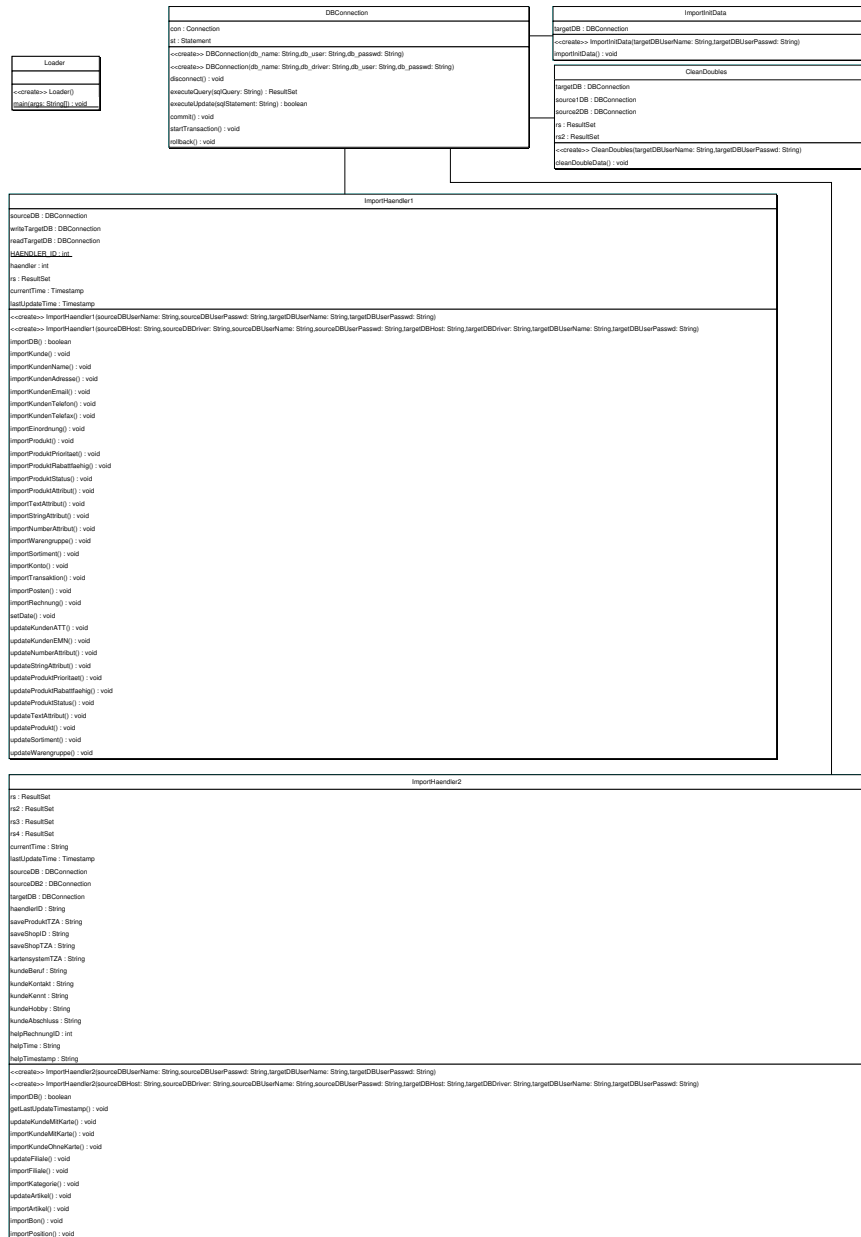 DBConnection
con : Connection
st : Statement
<<create>> DBConnection(db_name: String,db_user: String,db_passwd: String)
<<create>> DBConnection(db_name: String,db_driver: String,db_user: String,db_passwd: String)
disconnect() : void
executeQuery(sqlQuery: String) : ResultSet
executeUpdate(sqlStatement: String) : boolean
commit() : void
startTransaction() : void
rollback() : void
ImportInitData
targetDB : DBConnection
<<create>> ImportInitData(targetDBUserName: String,targetDBUserPasswd: String)
importInitData() : void
Loader
<<create>> Loader()
main(args: String[]) : void
CleanDoubles
targetDB : DBConnection
source1DB : DBConnection
source2DB : DBConnection
rs : ResultSet
rs2 : ResultSet
<<create>> CleanDoubles(targetDBUserName: String,targetDBUserPasswd: String)
cleanDoubleData() : void
ImportHaendler1
sourceDB : DBConnection
writeTargetDB : DBConnection
readTargetDB : DBConnection
HAENDLER_ID : int
haendler : int
rs : ResultSet
currentTime : Timestamp
lastUpdateTime : Timestamp
<<create>> ImportHaendler1(sourceDBUserName: String,sourceDBUserPasswd: String,targetDBUserName: String,targetDBUserPasswd: String)
<<create>> ImportHaendler1(sourceDBHost: String,sourceDBDriver: String,sourceDBUserName: String,sourceDBUserPasswd: String,targetDBHost: String,targetDBDriver: String,targetDBUserName: String,targetDBUserPasswd: String)
importDB() : boolean
importKunde() : void
importKundenName() : void
importKundenAdresse() : void
importKundenEmail() : void
importKundenTelefon() : void
importKundenTelefax() : void
importEinordnung() : void
importProdukt() : void
importProduktPrioritaet() : void
importProduktRabattfaehig() : void
importProduktStatus() : void
importProduktAttribut() : void
importTextAttribut() : void
importStringAttribut() : void
importNumberAttribut() : void
importWarengruppe() : void
importSortiment() : void
importKonto() : void
importTransaktion() : void
importPosten() : void
importRechnung() : void
setDate() : void
updateKundenATT() : void
updateKundenEMN() : void
updateNumberAttribut() : void
updateStringAttribut() : void
updateProduktPrioritaet() : void
updateProduktRabattfaehig() : void
updateProduktStatus() : void
updateTextAttribut() : void
updateProdukt() : void
updateSortiment() : void
updateWarengruppe() : void
ImportHaendler2
rs : ResultSet
rs2 : ResultSet
rs3 : ResultSet
rs4 : ResultSet
currentTime : String
lastUpdateTime : Timestamp
sourceDB : DBConnection
sourceDB2 : DBConnection
targetDB : DBConnection
haendlerID : String
saveProduktTZA : String
saveShopID : String
saveShopTZA : String
kartensystemTZA : String
kundeBeruf : String
kundeKontakt : String
kundeKennt : String
kundeHobby : String
kundeAbschluss : String
helpRechnungID : int
helpTime : String
helpTimestamp : String
<<create>> ImportHaendler2(sourceDBUserName: String,sourceDBUserPasswd: String,targetDBUserName: String,targetDBUserPasswd: String)
<<create>> ImportHaendler2(sourceDBHost: String,sourceDBDriver: String,sourceDBUserName: String,sourceDBUserPasswd: String,targetDBHost: String,targetDBDriver: String,targetDBUserName: String,targetDBUserPasswd: String)
importDB() : boolean
getLastUpdateTimestamp() : void
updateKundeMitKarte() : void
importKundeMitKarte() : void
importKundeOhneKarte() : void
updateFiliale() : void
importFiliale() : void
importKategorie() : void
updateArtikel() : void
importArtikel() : void
importBon() : void
importPosition() : void